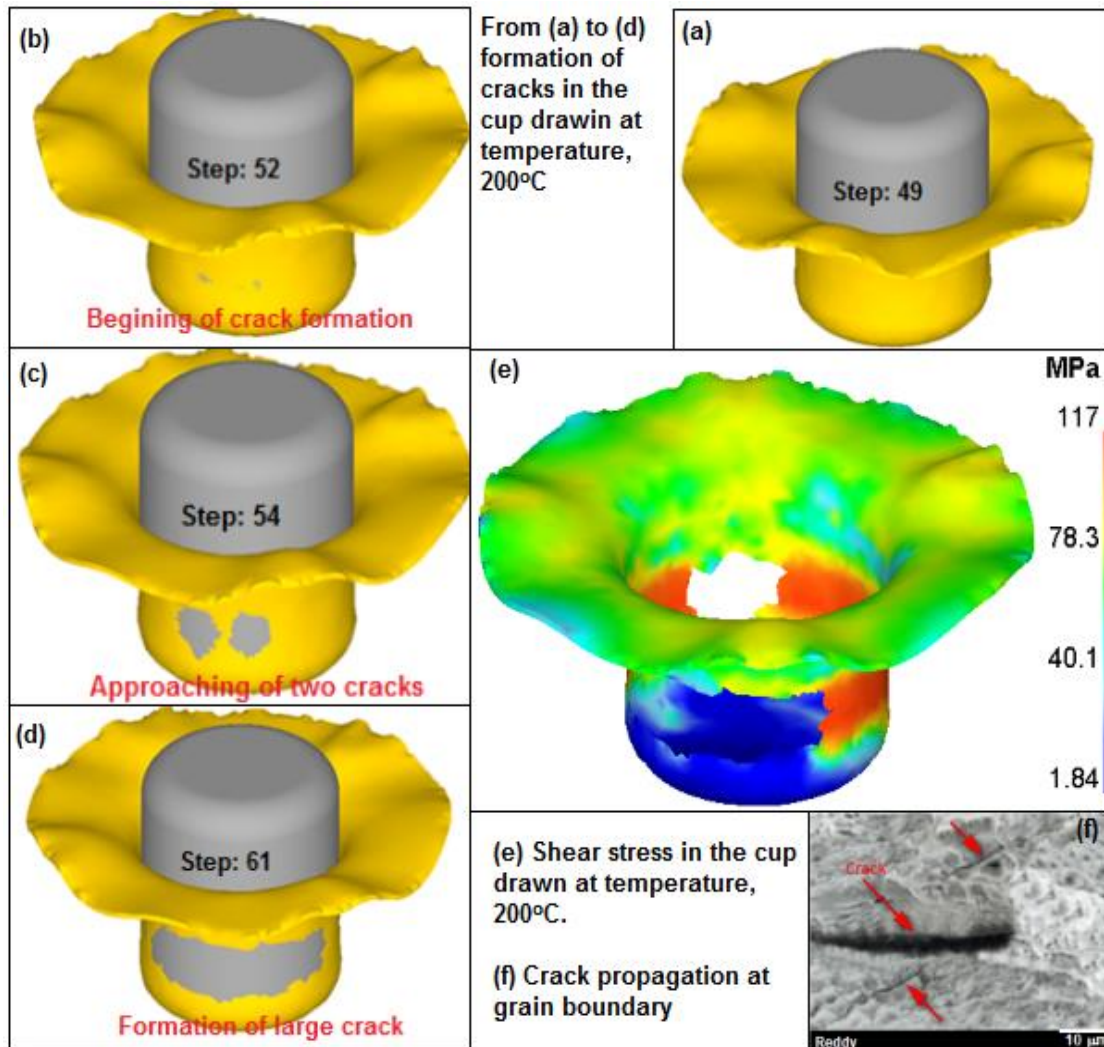 (b)
Step: 52
Begining of crack formation
From (a) to (d)
formation of
cracks in the
cup drawin at
temperature,
200ºC
(a)
Step: 49
(c)
Step: 54
Approaching of two cracks
(d)
Step: 61
Formation of large crack
(e)
MPa
117
78.3
40.1
1.84
(e) Shear stress in the cup
drawn at temperature,
200ºC.
(f) Crack propagation at
grain boundary
(f)
Crack
Reddy
10 µm